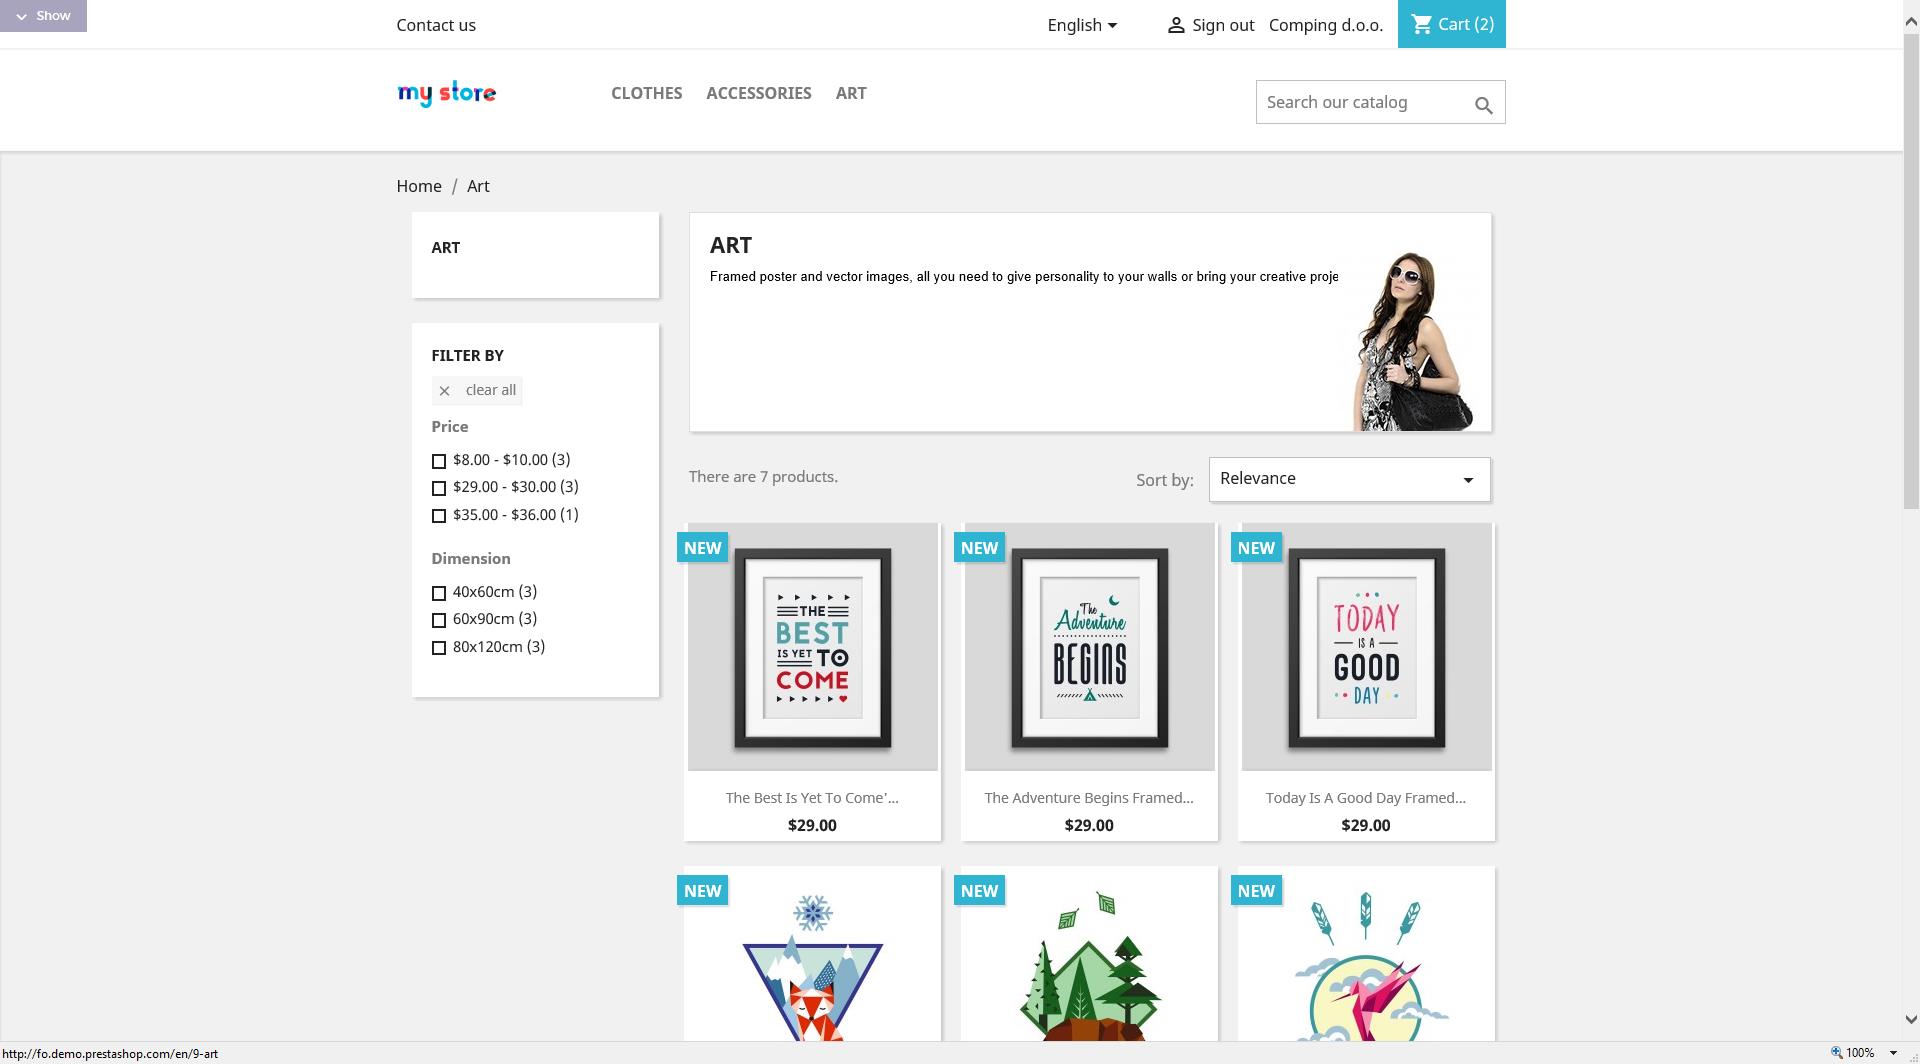 Show
Contact us
English
Sign out
Comping d.o.o.
Cart (2)
my store
CLOTHES
ACCESSORIES
ART
Search our catalog
Home / Art
ART
FILTER BY
clear all
Price
$8.00 - $10.00 (3)
$29.00 - $30.00 (3)
$35.00 - $36.00 (1)
Dimension
40x60cm (3)
60x90cm (3)
80x120cm (3)
ART
Framed poster and vector images, all you need to give personality to your walls or bring your creative proje
There are 7 products.
Sort by:
Relevance
NEW
THE
BEST
IS YET TO
COME
The Best Is Yet To Come'...
$29.00
NEW
The
Adventure
BEGINS
The Adventure Begins Framed...
$29.00
NEW
TODAY
IS A
GOOD
DAY
Today Is A Good Day Framed...
$29.00
NEW
NEW
NEW
http://fo.demo.prestashop.com/en/9-art
100%